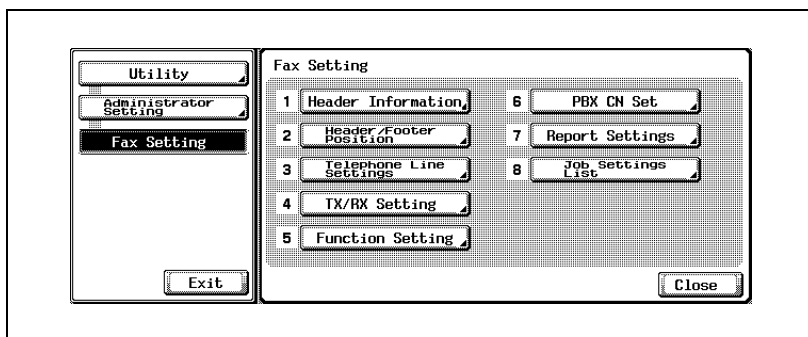 Utility
Administrator
Setting
Fax Setting
Exit
Fax Setting
1 Header Information
2 Header/Footer
Position
3 Telephone Line
Settings
4 TX/RX Setting
5 Function Setting
6 PBX CN Set
7 Report Settings
8 Job Settings
List
Close